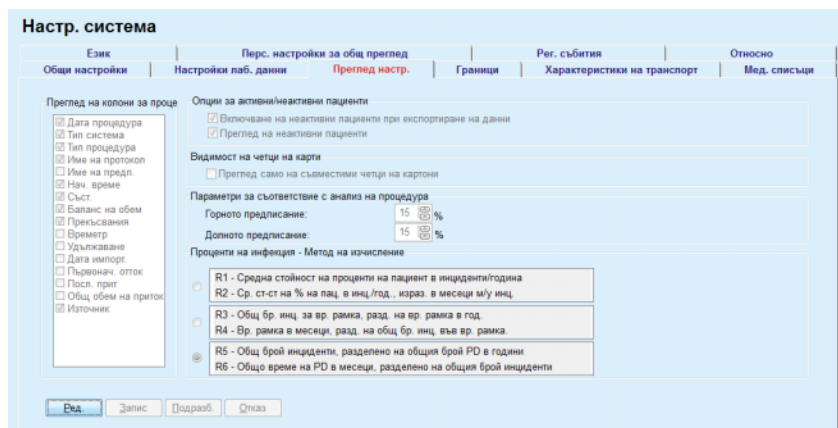 Настр. система
Език
Перс. настройки за общ преглед
Рег. събития
Относно
Общи настройки
Настройки лаб. данни
Преглед настр.
Граници
Характеристики на транспорт
Мед. списъци
Преглед на колони за проце
Дата процедура
Тип система
Тип процедура
Име на протокол
Име на предп.
Нач. време
Съст.
Баланс на обем
Прекъсвания
Времетр
Удължаване
Дата импорт.
Първонач. отток
Посл. прит
Общ обем на приток
Източник
Опции за активни/неактивни пациенти
Включване на неактивни пациенти при експортиране на данни
Преглед на неактивни пациенти
Видимост на четци на карти
Преглед само на съвместими четци на картони
Параметри за съответствие с анализ на процедура
Горното предписание: 15 %
Долното предписание: 15 %
Проценти на инфекция - Метод на изчисление
R1 - Средна стойност на проценти на пациент в инциденти/година
R2 - Ср. ст-ст на % на пац. в инц./год., израз. в месеци м/у инц.
R3 - Общ бр. инц. за вр. рамка, разд. на вр. рамка в год.
R4 - Вр. рамка в месеци, разд. на общ бр. инц. във вр. рамка.
R5 - Общ брой инциденти, разделено на общия брой PD в години
R6 - Общо време на PD в месеци, разделено на общия брой инциденти
Ред.
Запис
Подразб.
Отказ